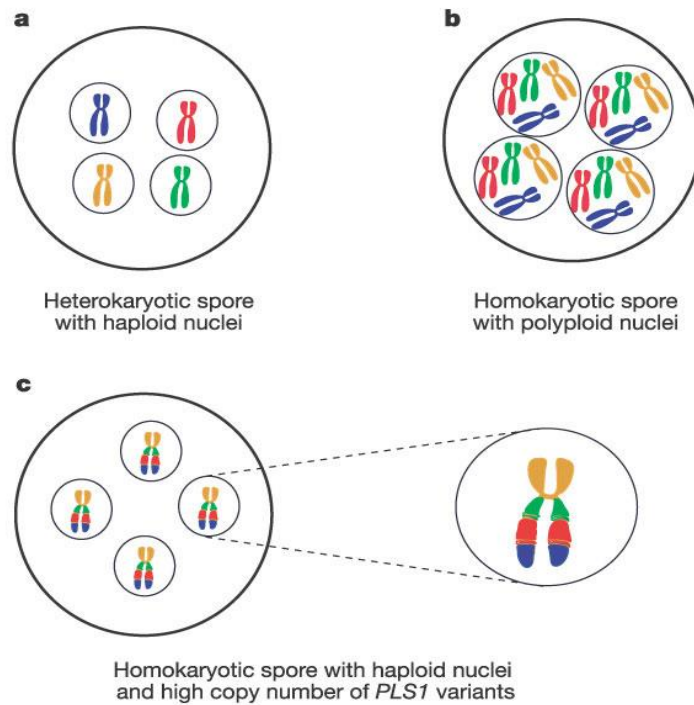 a
Heterokaryotic spore
with haploid nuclei
b
Homokaryotic spore
with polyploid nuclei
c
Homokaryotic spore with haploid nuclei
and high copy number of PLS1 variants